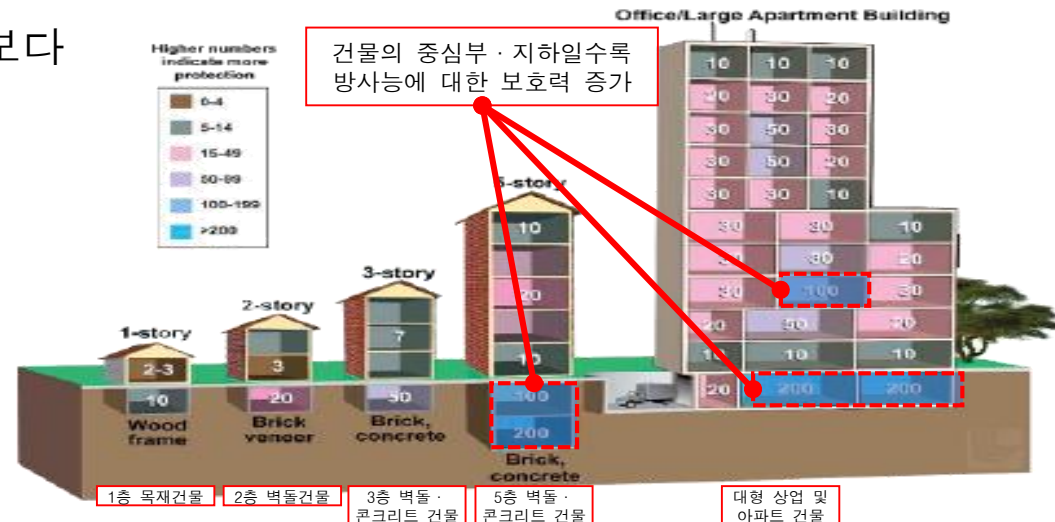 보다
Office/Large Apartment Building
Higher numbers
indicate more
protection
0-4
5-14
15-49
50-99
100-199
>200
건물의 중심부 · 지하일수록
방사능에 대한 보호력 증가
10 10 10
20 30 20
30 50 30
30 50 20
30 30 10
30 30 10
30 20
30 100 30
20 50
10 10 10
20 200 200
5-story
10
20
10
100
200
Brick,
concrete
3-story
7
50
Brick,
concrete
2-story
3
20
Brick
veneer
1-story
2-3
10
Wood
frame
1층 목재건물
2층 벽돌건물
3층 벽돌 ·
콘크리트 건물
5층 벽돌 ·
콘크리트 건물
대형 상업 및
아파트 건물